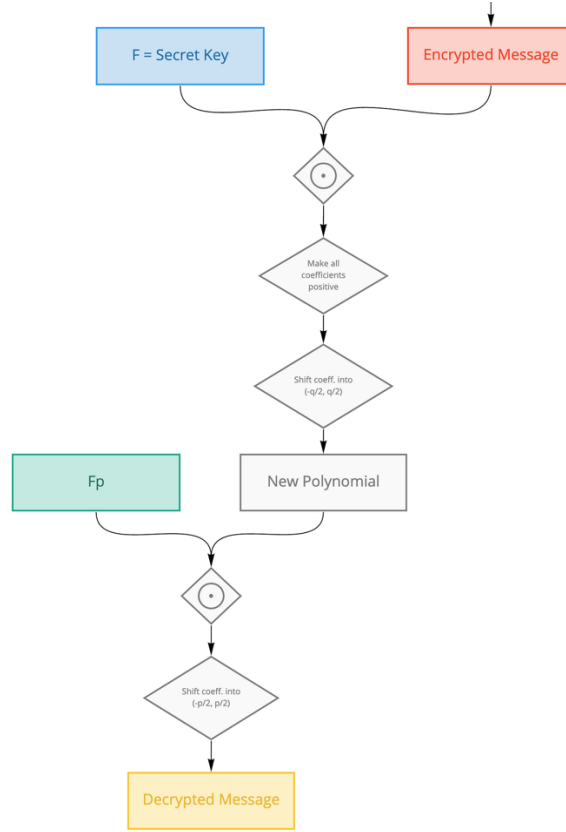 F = Secret Key
Encrypted Message
Make all
coefficients
positive
Shift coeff. into
(-q/2, q/2)
Fp
New Polynomial
Shift coeff. into
(-p/2, p/2)
Decrypted Message